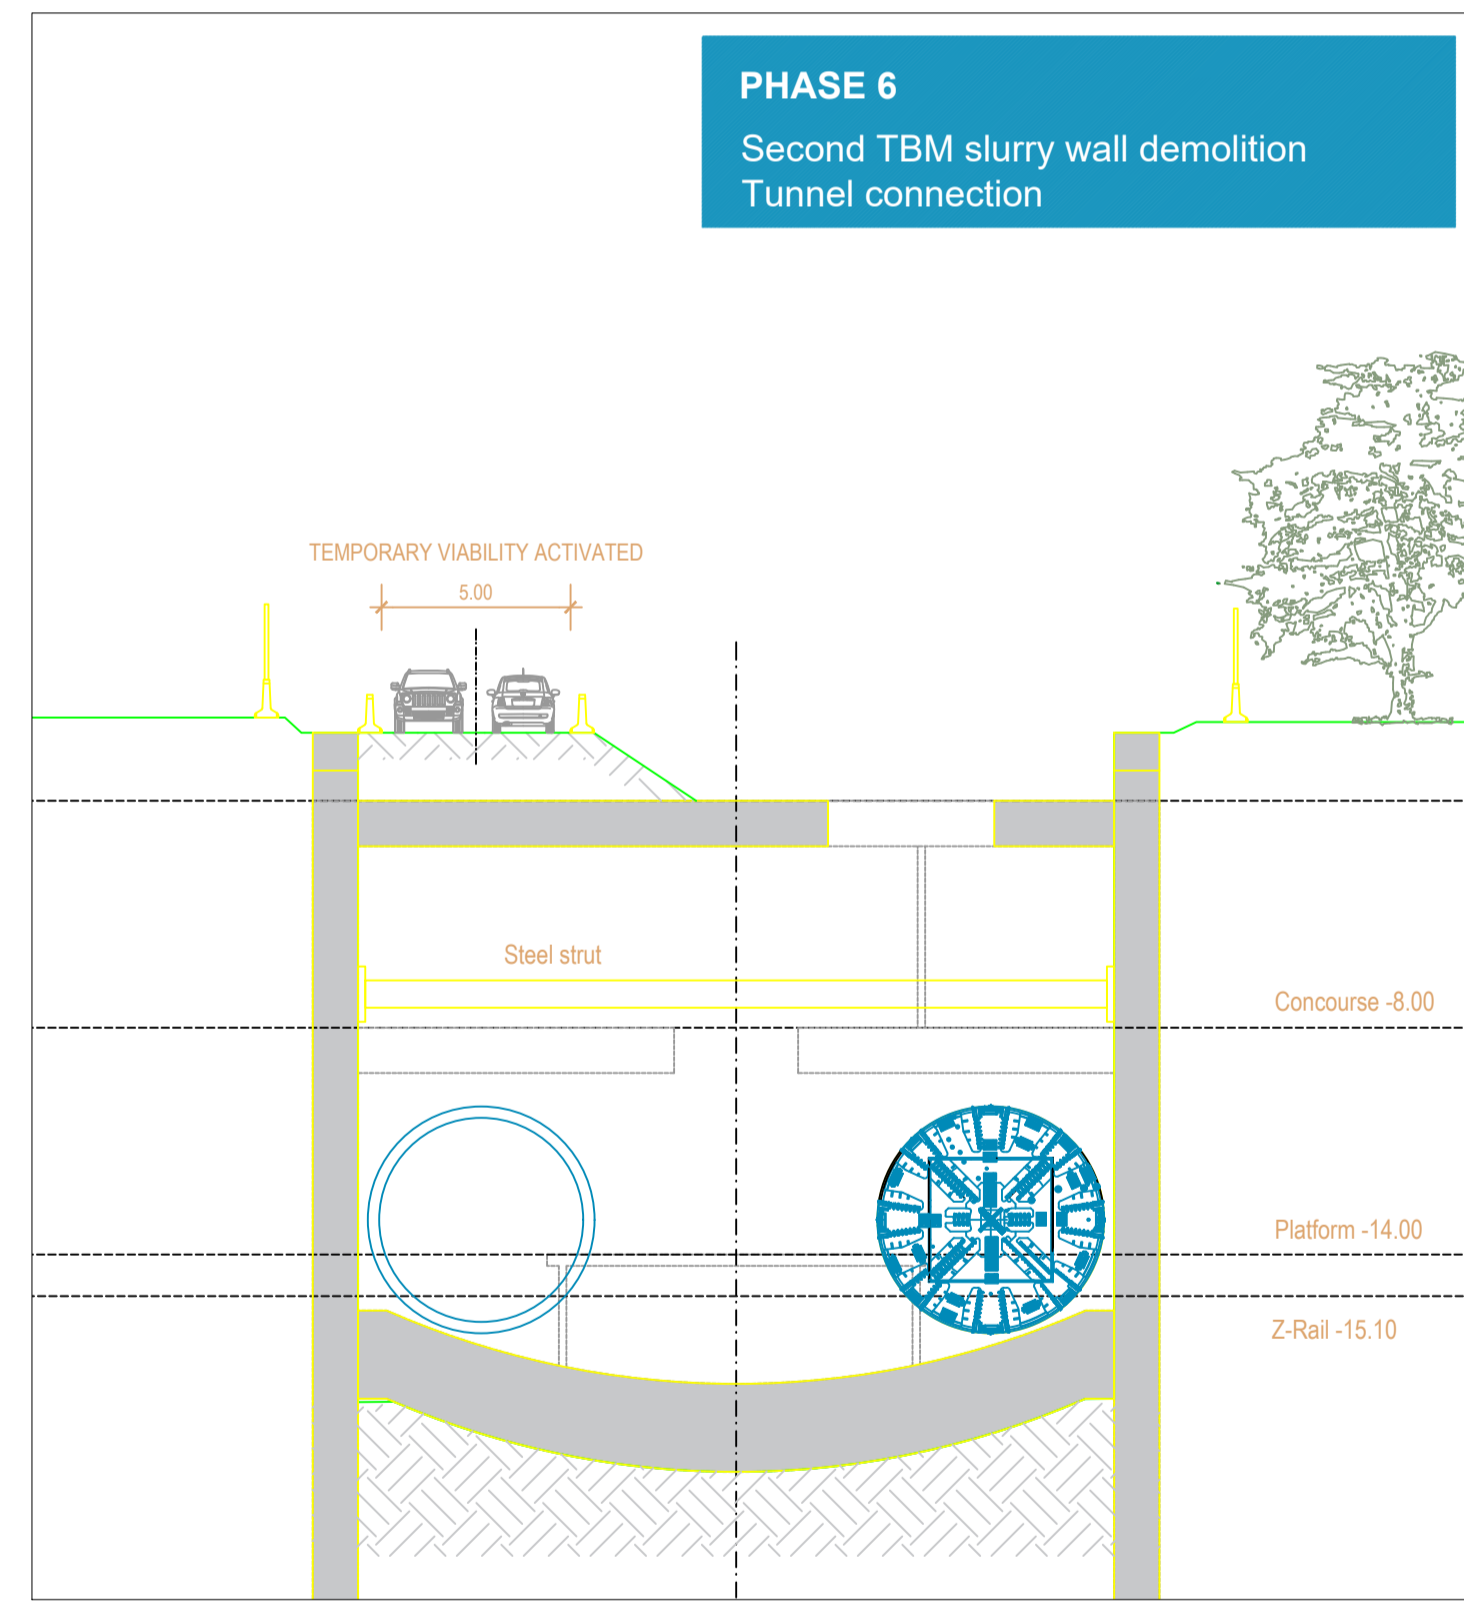 PHASE 6
Second TBM slurry wall demolition
Tunnel connection
TEMPORARY VIABILITY ACTIVATED
5.00
Steel strut
Concourse -8.00
Platform -14.00
Z-Rail -15.10